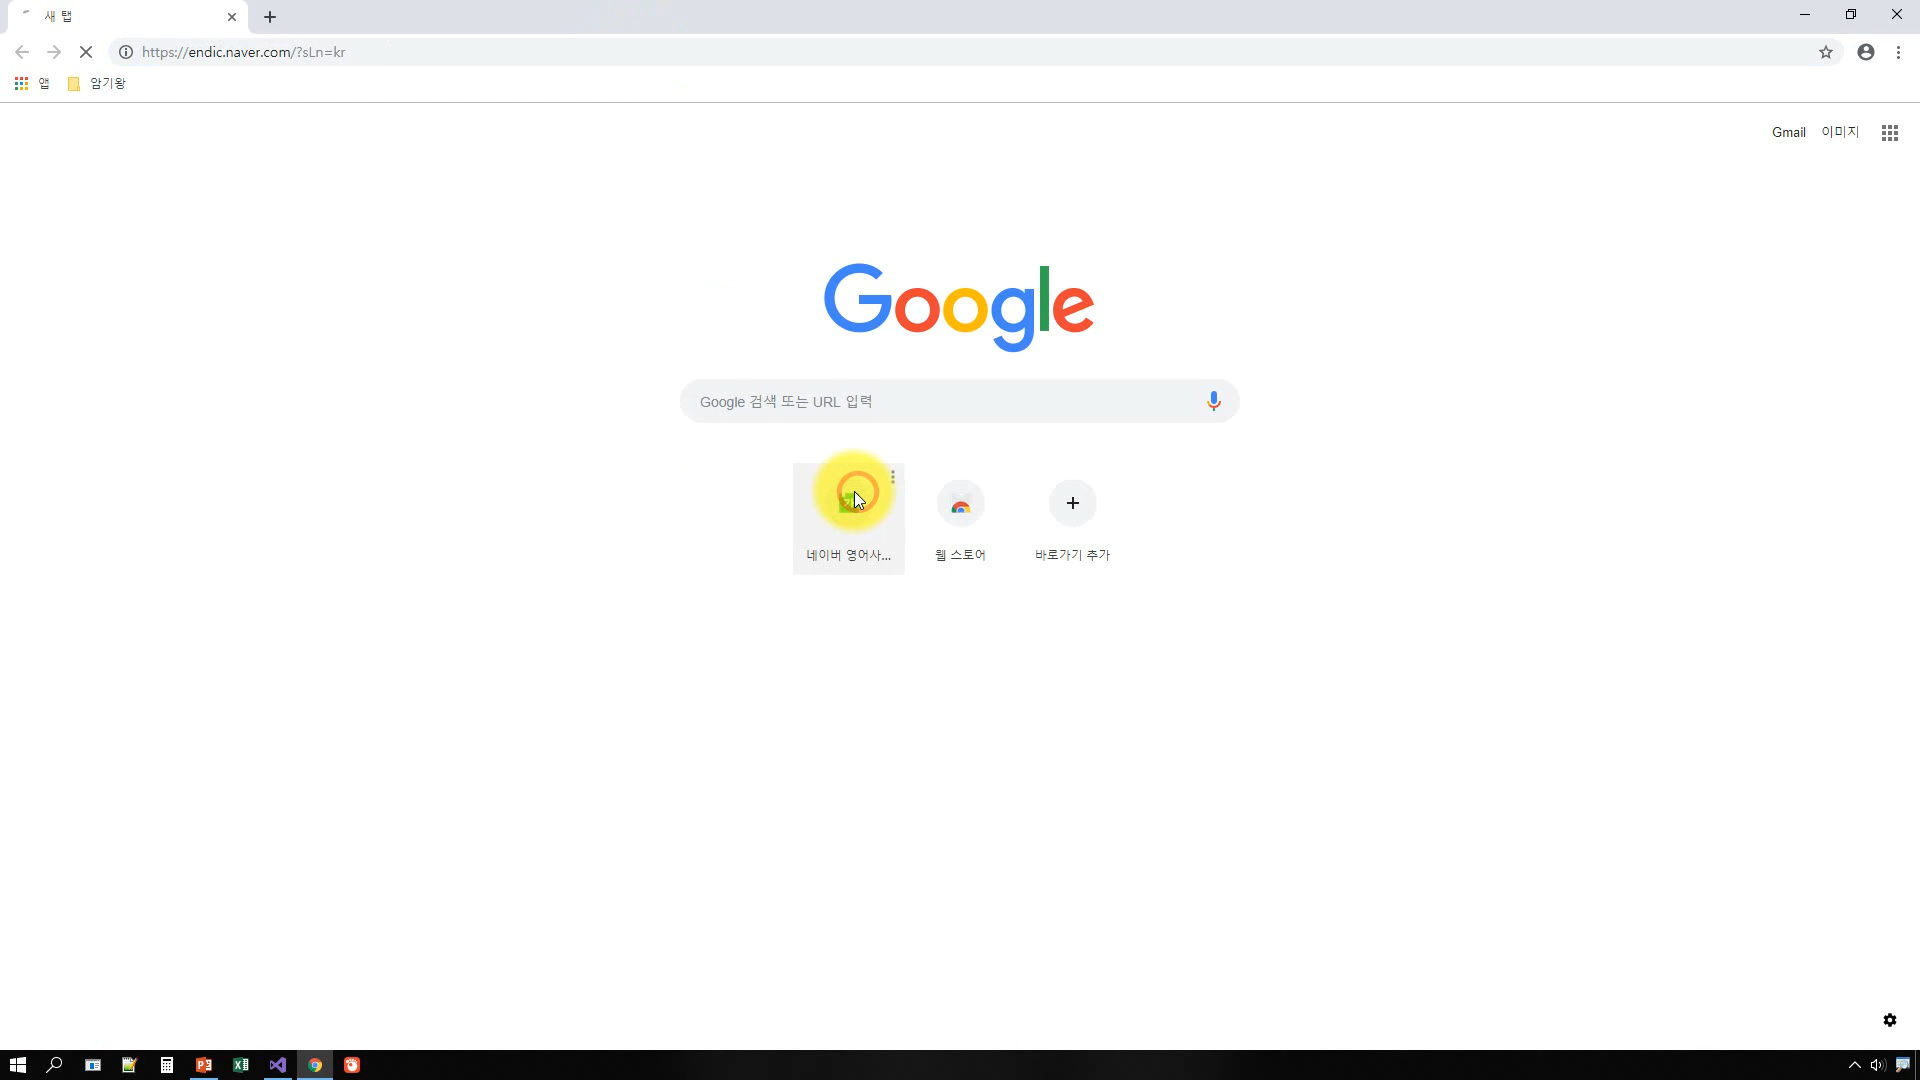 새 탭
https://endic.naver.com/?sLn=kr
앱
암기왕
Gmail 이미지
Google
Google 검색 또는 URL 입력
네이버 영어사...
웹 스토어
바로가기 추가